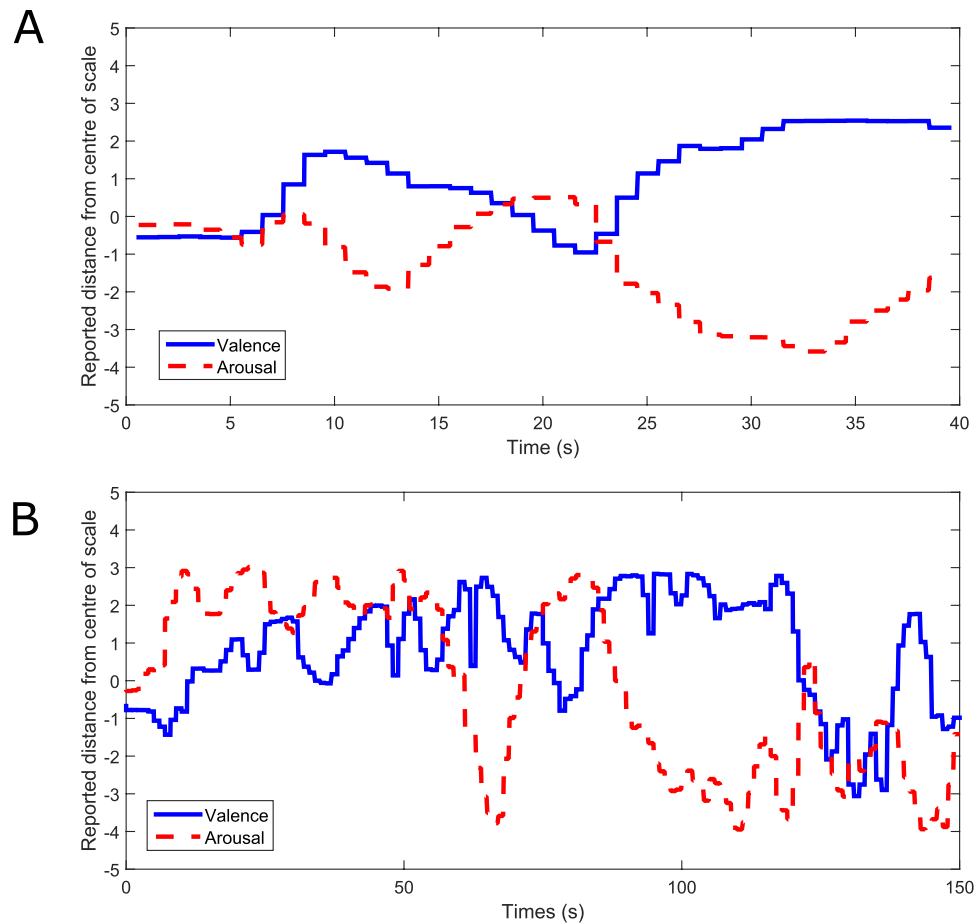 A
Reported distance from centre of scale
5
4
3
2
1
0
-1
-2
-3
-4
-5
Valence
Arousal
0 5 10 15 20 25 30 35 40
Time (s)
B
Reported distance from centre of scale
5
4
3
2
1
0
-1
-2
-3
-4
-5
Valence
Arousal
0 50 100 150
Times (s)